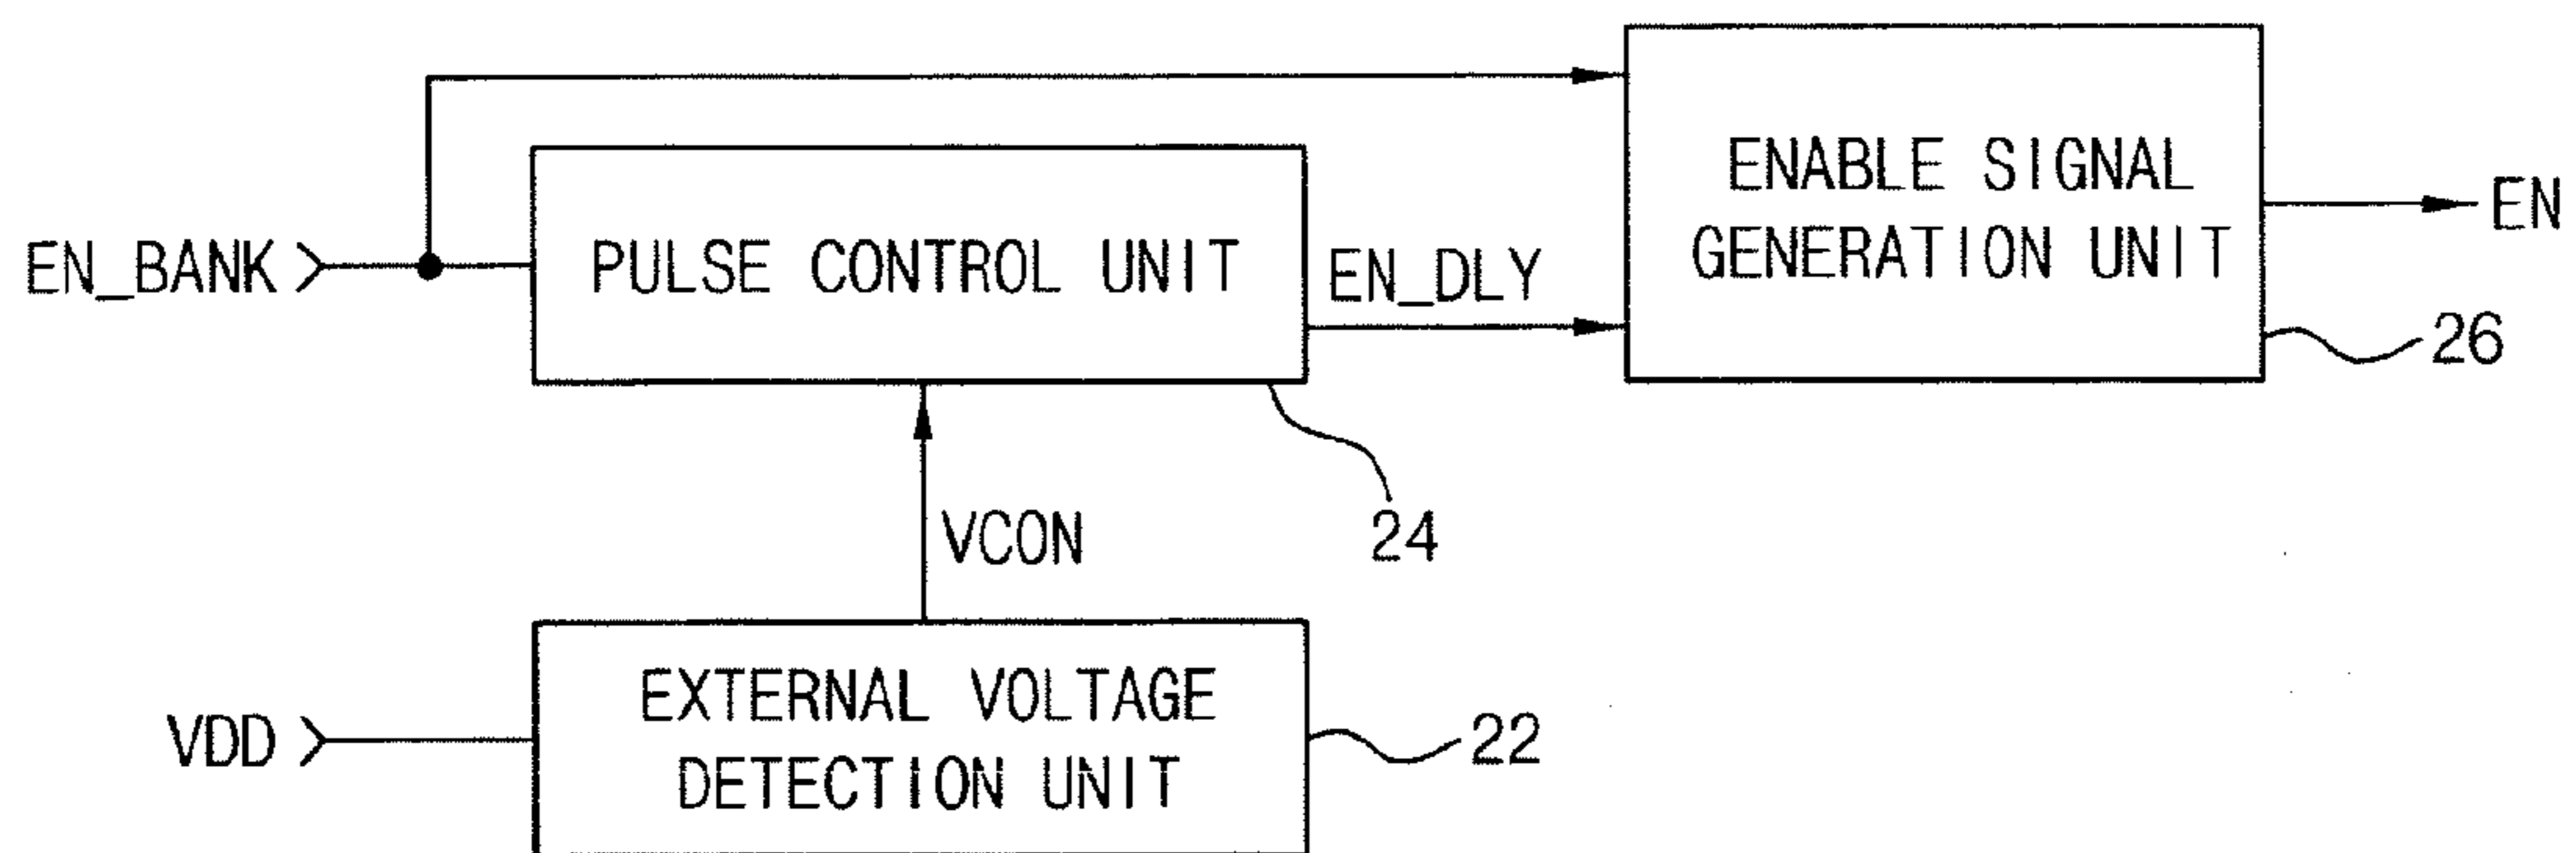 ENABLE SIGNAL
GENERATION UNIT
EN
26
EN_BANK
PULSE CONTROL UNIT
EN_DLY
24
VCON
VDD
EXTERNAL VOLTAGE
DETECTION UNIT
22